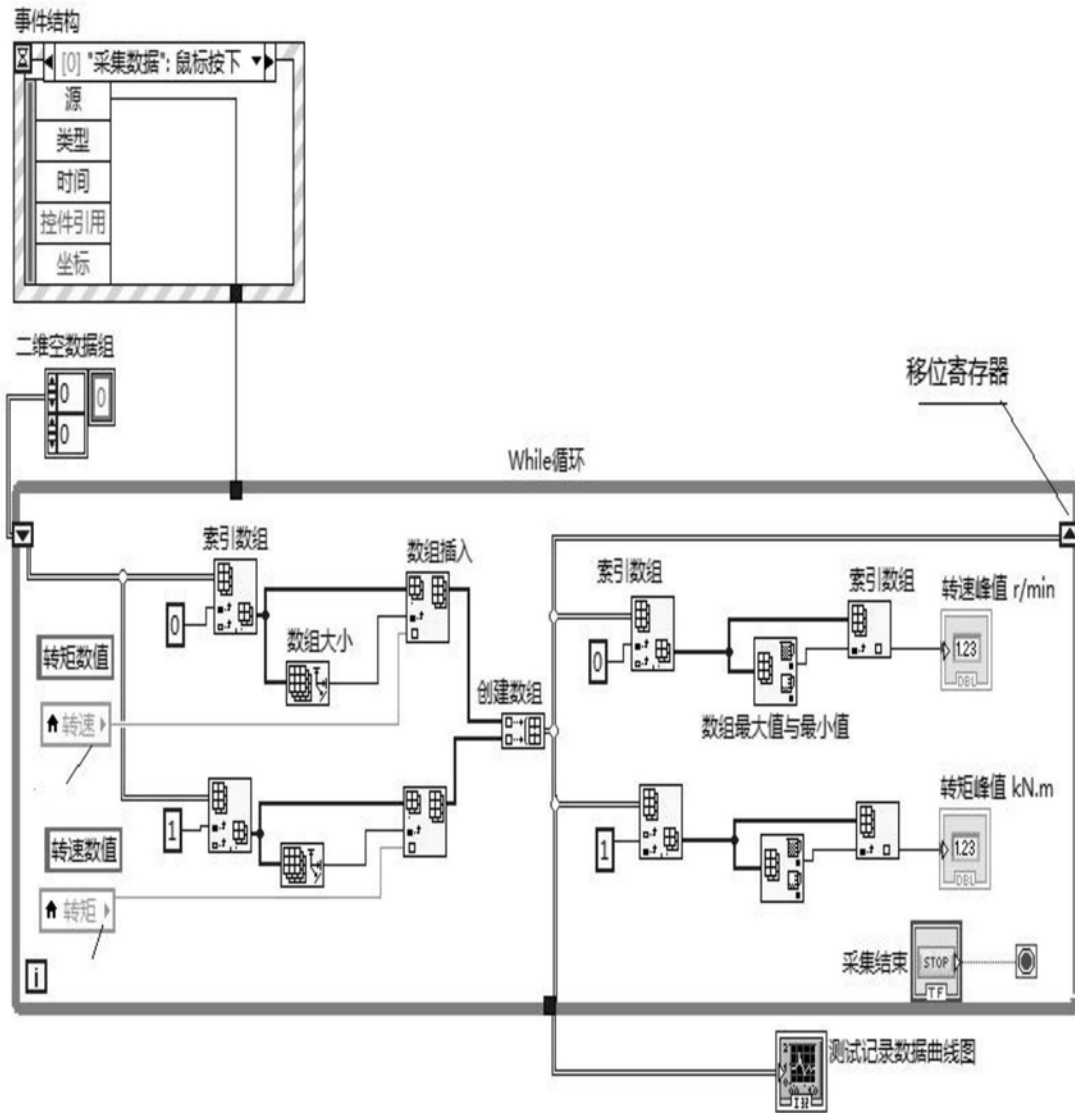 事件结构
[0] "采集数据": 鼠标按下
源
类型
时间
控件引用
坐标
二维空数据组
0
0
0
移位寄存器
While循环
索引数组
数组插入
索引数组
索引数组
转速峰值 r/min
0
转矩数值
数组大小
0
1.23
DBL
转速
创建数组
数组最大值与最小值
转矩峰值 kN.m
1
转速数值
1
1.23
DBL
转矩
采集结束
STOP
TF
i
测试记录数据曲线图